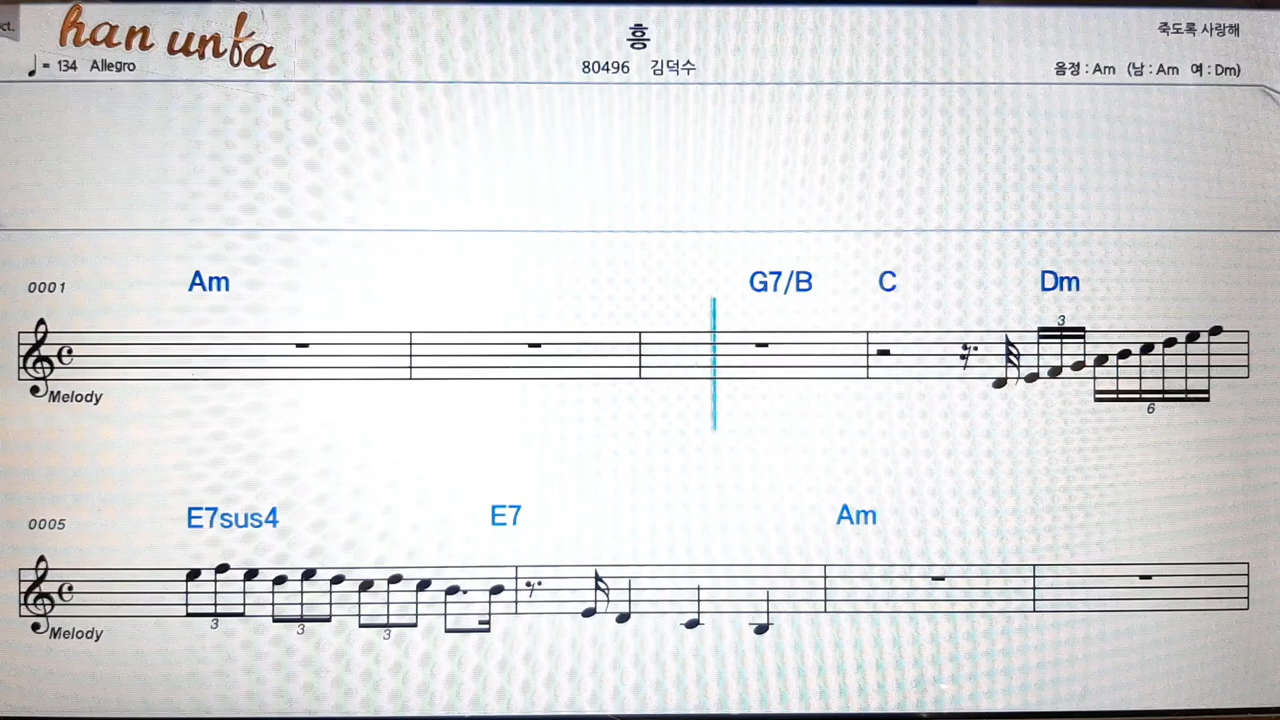 ct.
han unfa
♩= 134 Allegro
흥
80496 김덕수
죽도록 사랑해
음정 : Am (남 : Am 여 : Dm)
0001 Am G7/B C Dm
3
6
Melody
0005 E7sus4 E7 Am
3 3 3
Melody